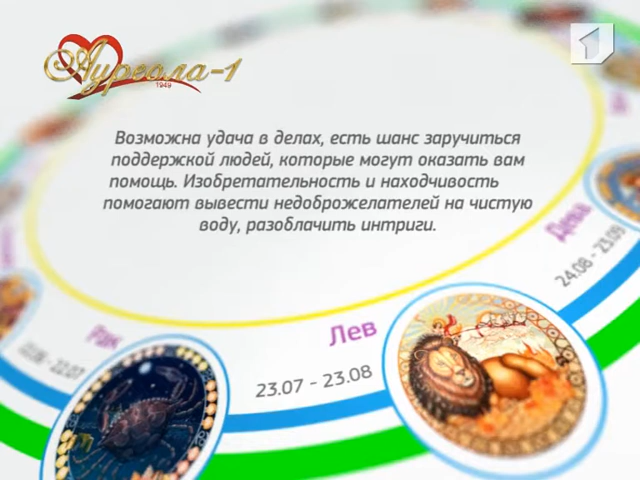 Ауреола-1
1949
1
Возможна удача в делах, есть шанс заручиться
поддержкой людей, которые могут оказать вам
помощь. Изобретательность и находчивость
помогают вывести недоброжелателей на чистую
воду, разоблачить интриги.
Дева
24.08 - 23.09
Лев
23.07 - 23.08
Рак